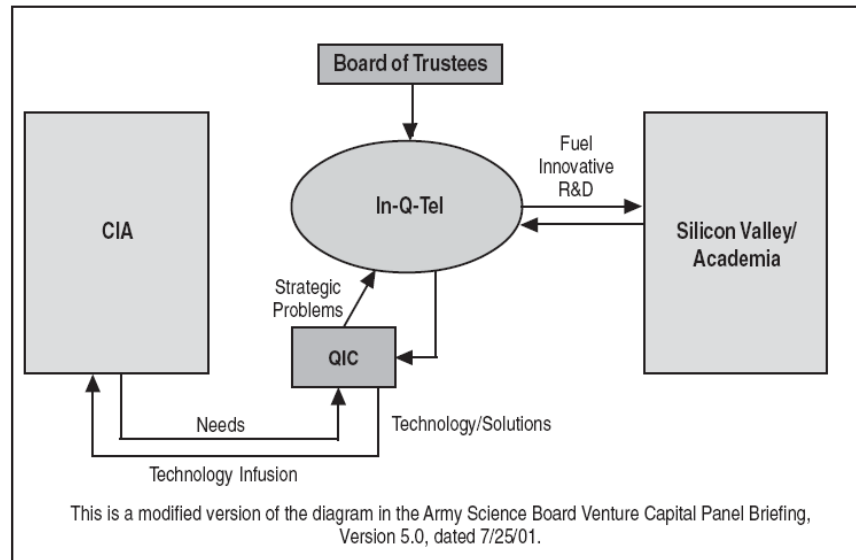 Board of Trustees
CIA
In-Q-Tel
Fuel
Innovative
R&D
Silicon Valley/
Academia
Strategic
Problems
QIC
Needs
Technology/Solutions
Technology Infusion
This is a modified version of the diagram in the Army Science Board Venture Capital Panel Briefing,
Version 5.0, dated 7/25/01.